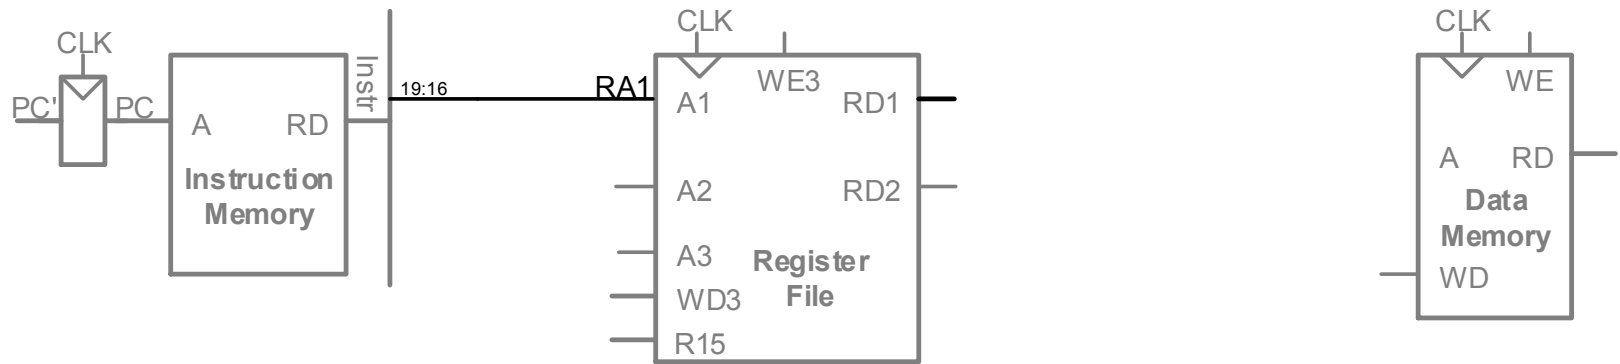 CLK
PC'
PC
A
RD
Instruction
Memory
Instr
19:16
RA1
CLK
WE3
A1
RD1
A2
RD2
A3
Register
File
WD3
R15
CLK
WE
A
RD
Data
Memory
WD